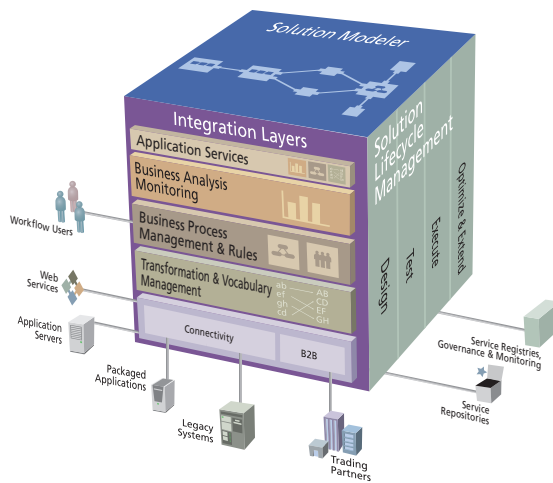 Solution Modeler
Integration Layers
Application Services
Business Analysis
Monitoring
Business Process
Management & Rules
Transformation & Vocabulary
Management
ab
ef
gh
cd
AB
CD
EF
GH
Connectivity
B2B
Solution
Lifecycle
Management
Design
Test
Execute
Optimize & Extend
Workflow Users
Web
Services
Application
Servers
Packaged
Applications
Legacy
Systems
Trading
Partners
Service Registries,
Governance & Monitoring
Service
Repositories